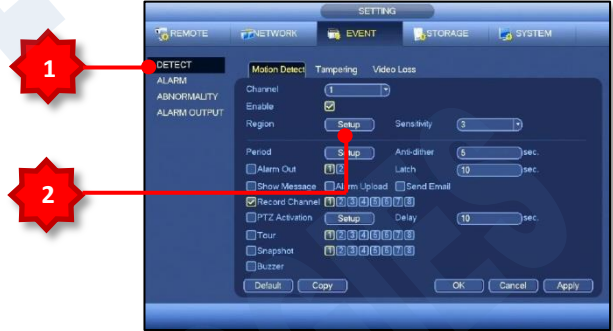 SETTING
REMOTE NETWORK EVENT STORAGE SYSTEM
DETECT
ALARM
ABNORMALITY
ALARM OUTPUT
Motion Detect Tampering Video Loss
Channel 1
Enable
Region Setup Sensitivity 3
Period Setup Anti-dither 5 sec.
Alarm Out 1 2 Latch 10 sec.
Show Message Alarm Upload Send Email
Record Channel 1 2 3 4 5 6 7 8
PTZ Activation Setup Delay 10 sec.
Tour 1 2 3 4 5 6 7 8
Snapshot 1 2 3 4 5 6 7 8
Buzzer
Default Copy OK Cancel Apply
1
2